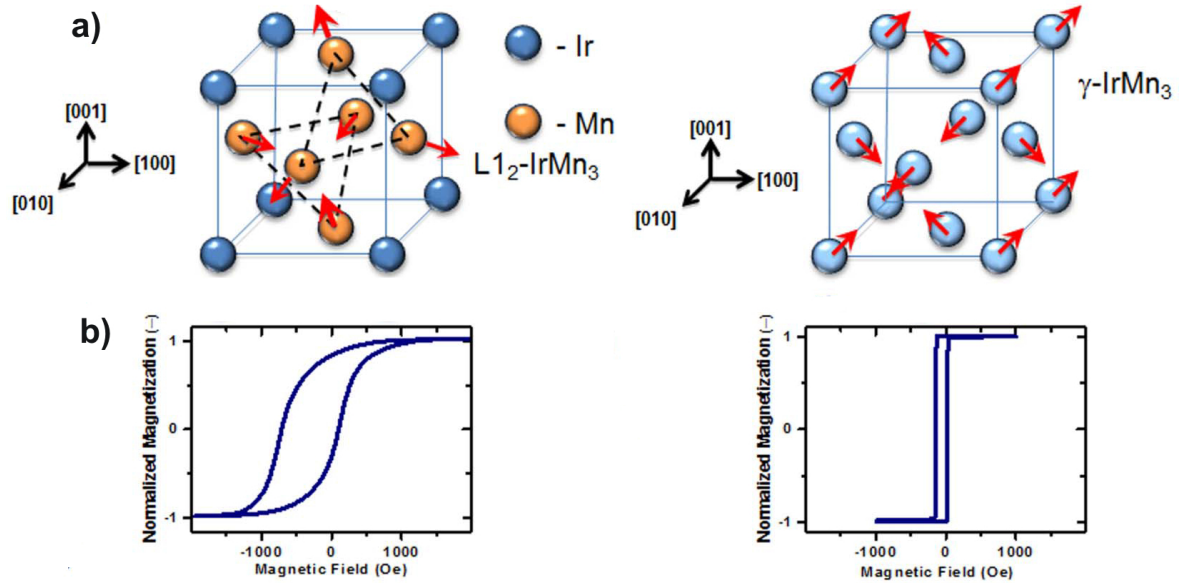 a)
- Ir
- Mn
L1₂-IrMn₃
[001]
[100]
[010]
γ-IrMn₃
[001]
[100]
[010]
b)
Normalized Magnetization (--)
1
0
-1
-1000 0 1000
Magnetic Field (Oe)
Normalized Magnetization (--)
1
0
-1
-1000 0 1000
Magnetic Field (Oe)